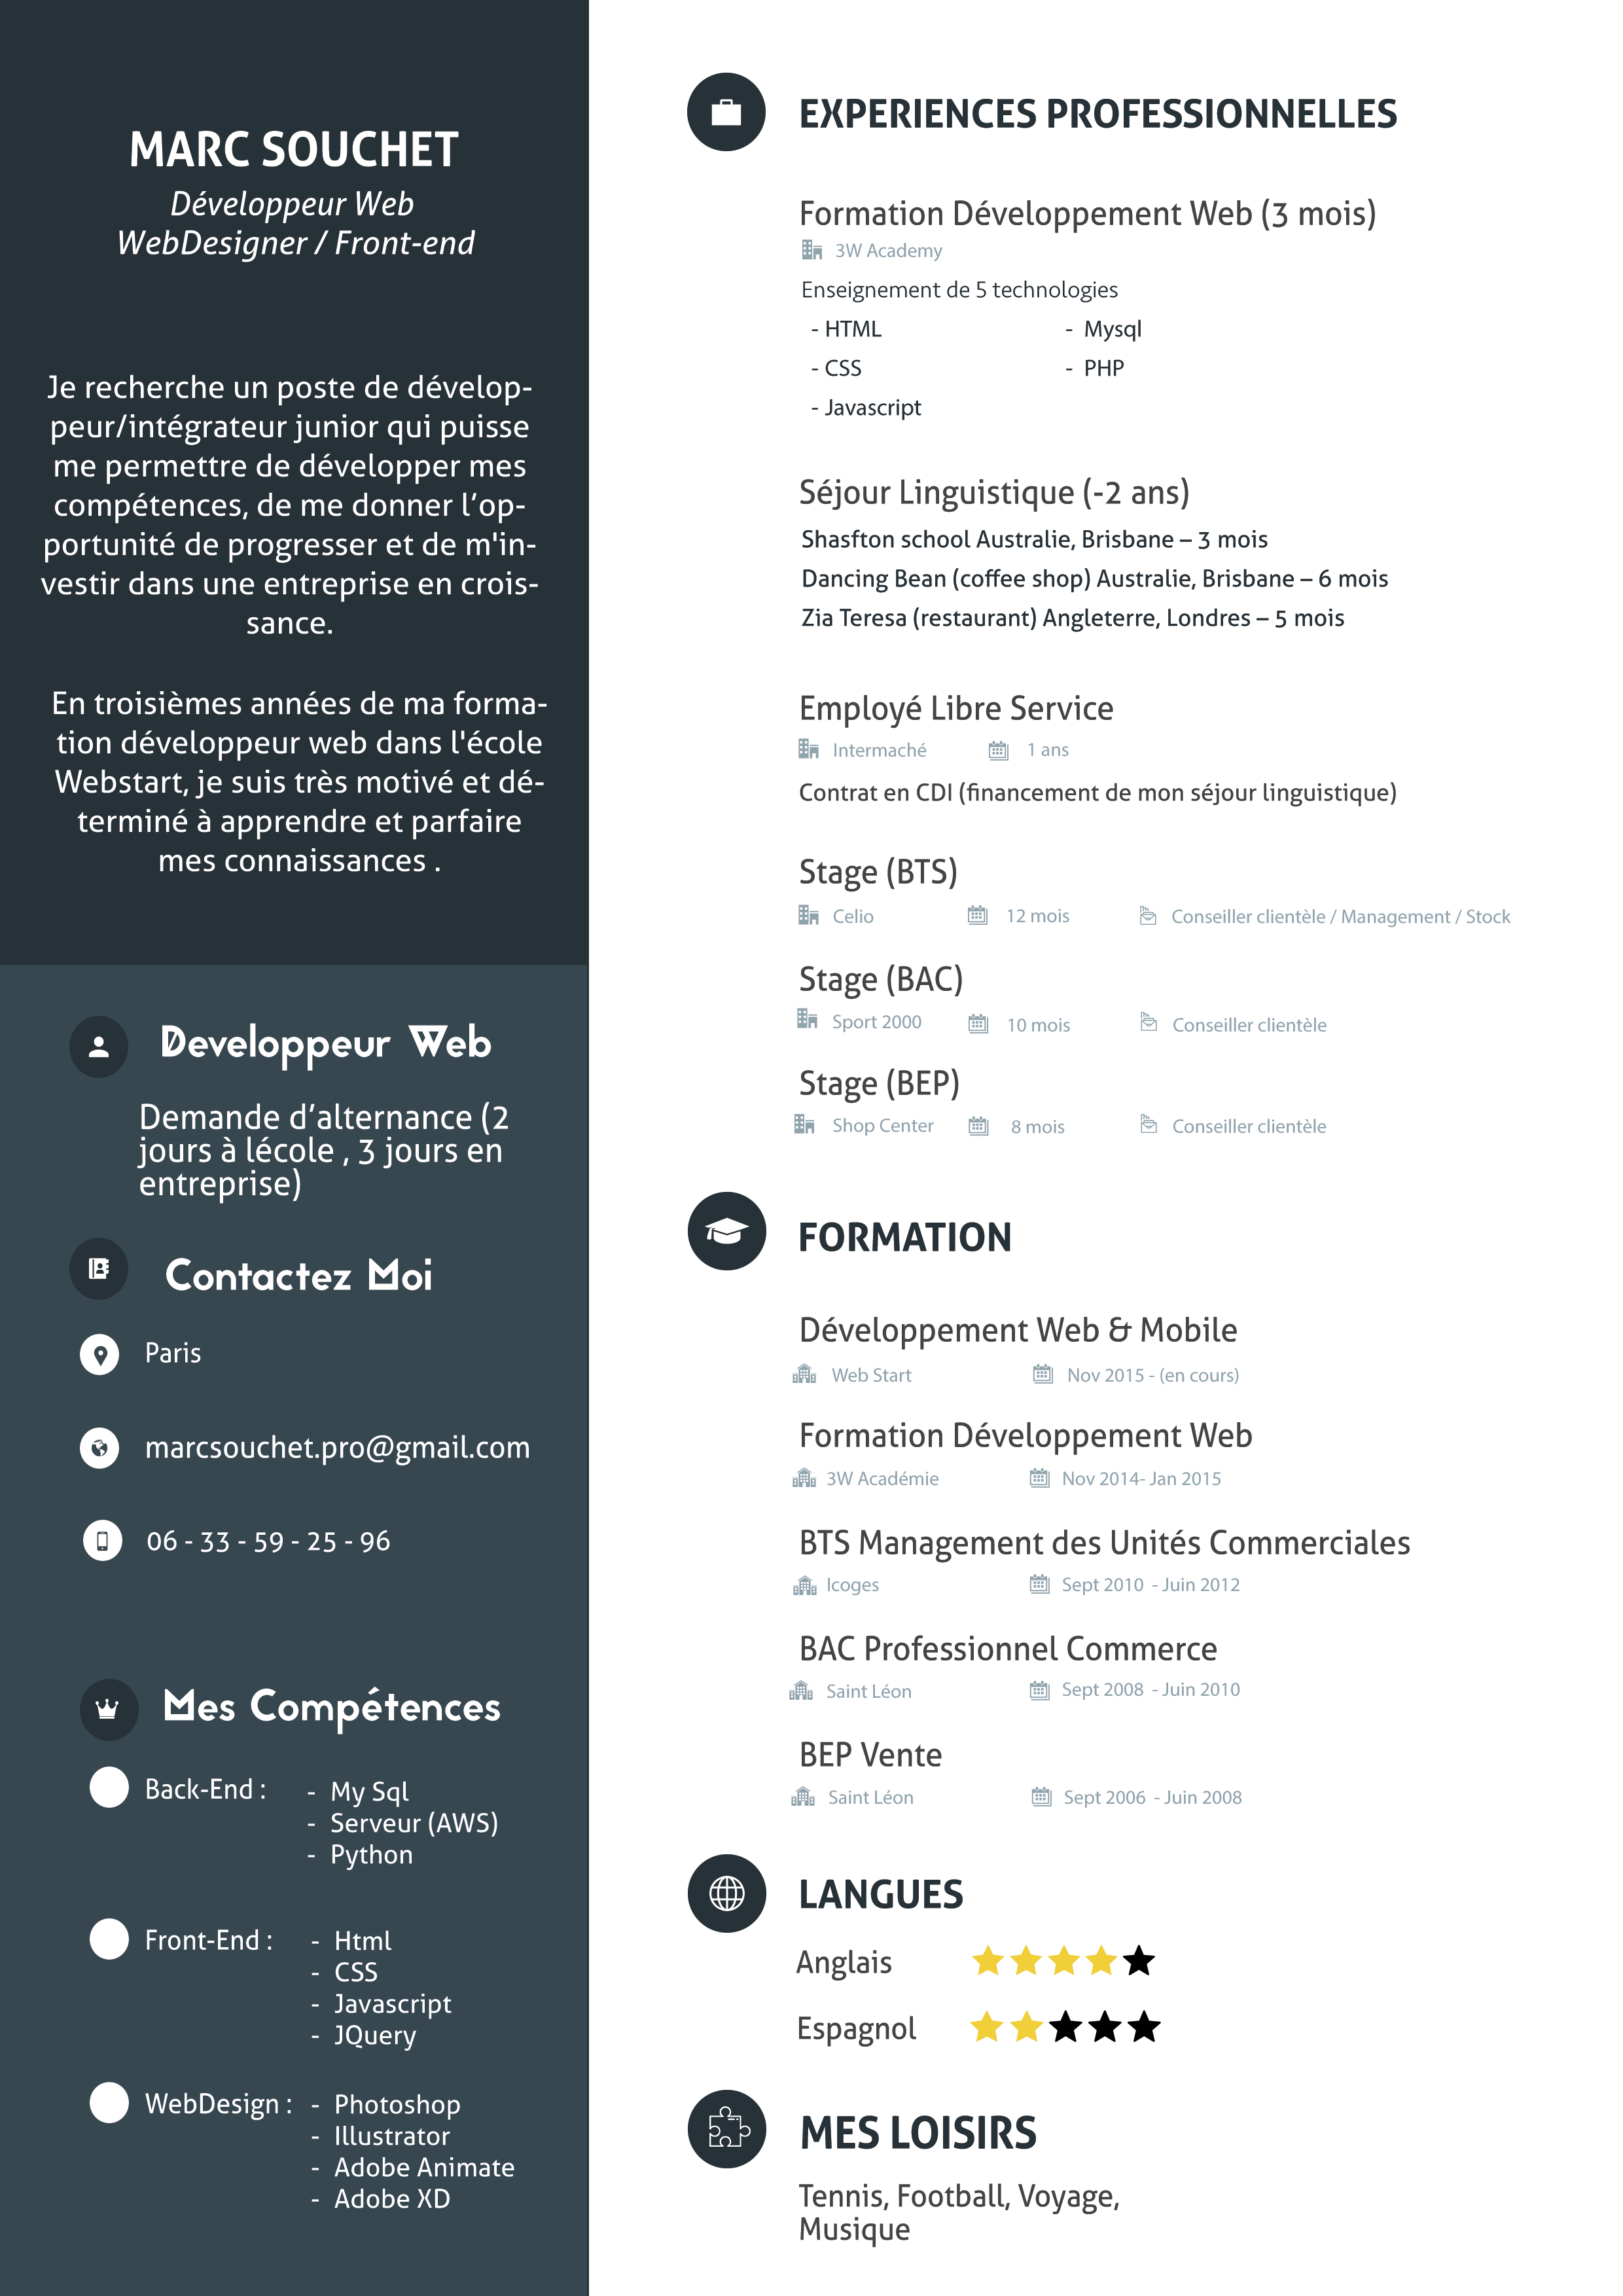 MARC SOUCHET
Développeur Web
WebDesigner / Front-end
Je recherche un poste de dévelop-
peur/intégrateur junior qui puisse
me permettre de développer mes
compétences, de me donner l’op-
portunité de progresser et de m'in-
vestir dans une entreprise en crois-
sance.
En troisièmes années de ma forma-
tion développeur web dans l'école
Webstart, je suis très motivé et dé-
terminé à apprendre et parfaire
mes connaissances .
Developpeur Web
Demande d’alternance (2
jours à lécole , 3 jours en
entreprise)
Contactez Moi
Paris
marcsouchet.pro@gmail.com
06 - 33 - 59 - 25 - 96
Mes Compétences
Back-End : - My Sql
- Serveur (AWS)
- Python
Front-End : - Html
- CSS
- Javascript
- JQuery
WebDesign : - Photoshop
- Illustrator
- Adobe Animate
- Adobe XD
EXPERIENCES PROFESSIONNELLES
Formation Développement Web (3 mois)
3W Academy
Enseignement de 5 technologies
- HTML - Mysql
- CSS - PHP
- Javascript
Séjour Linguistique (-2 ans)
Shasfton school Australie, Brisbane – 3 mois
Dancing Bean (coffee shop) Australie, Brisbane – 6 mois
Zia Teresa (restaurant) Angleterre, Londres – 5 mois
Employé Libre Service
Intermaché 1 ans
Contrat en CDI (financement de mon séjour linguistique)
Stage (BTS)
Celio 12 mois Conseiller clientèle / Management / Stock
Stage (BAC)
Sport 2000 10 mois Conseiller clientèle
Stage (BEP)
Shop Center 8 mois Conseiller clientèle
FORMATION
Développement Web & Mobile
Web Start Nov 2015 - (en cours)
Formation Développement Web
3W Académie Nov 2014- Jan 2015
BTS Management des Unités Commerciales
Icoges Sept 2010 - Juin 2012
BAC Professionnel Commerce
Saint Léon Sept 2008 - Juin 2010
BEP Vente
Saint Léon Sept 2006 - Juin 2008
LANGUES
Anglais
Espagnol
MES LOISIRS
Tennis, Football, Voyage,
Musique